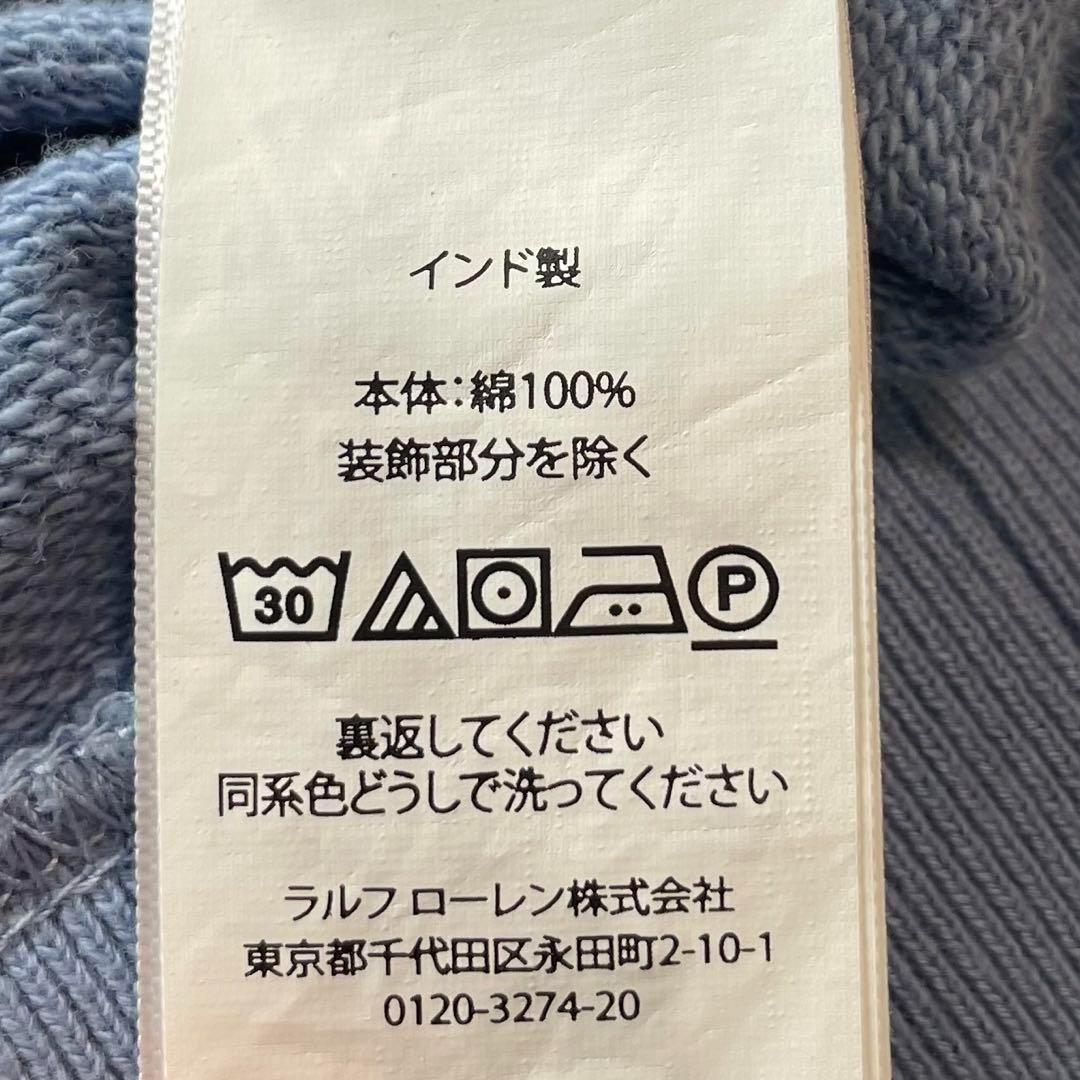 インド製
本体:綿100%
装飾部分を除く
30 P
裏返してください
同系色どうしで洗ってください
ラルフ ローレン株式会社
東京都千代田区永田町2-10-1
0120-3274-20